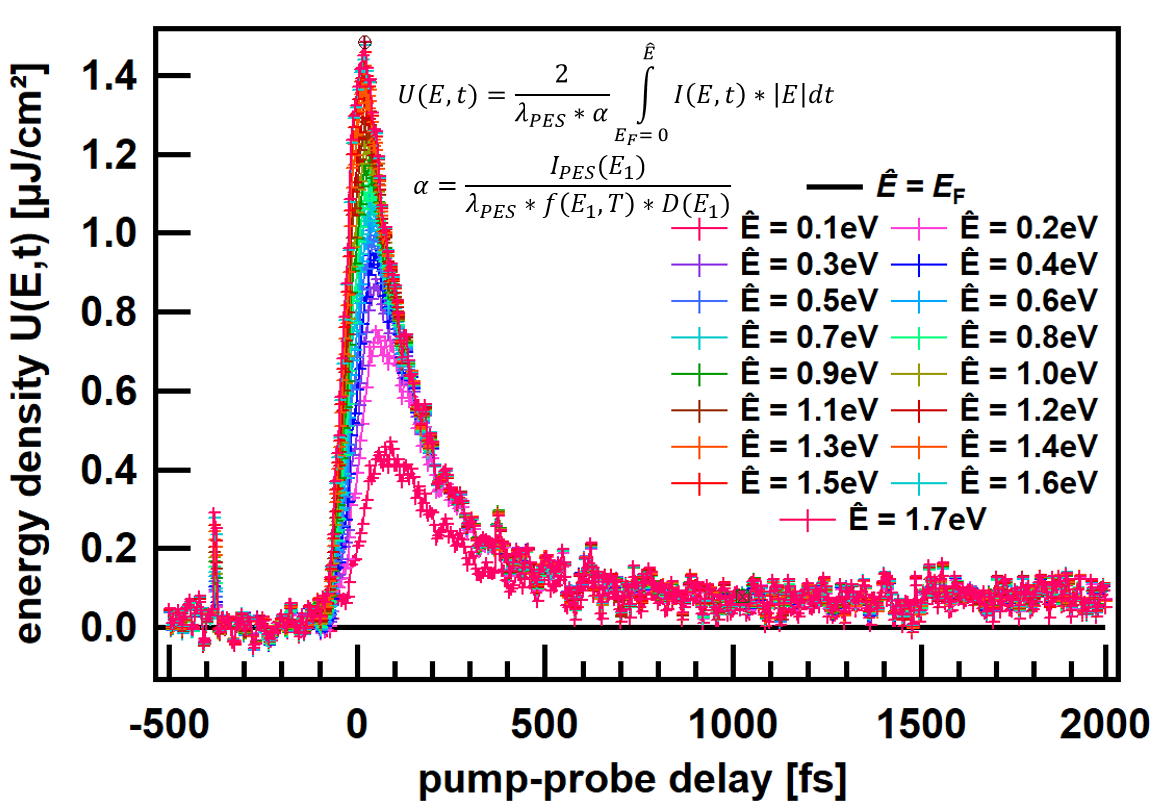 energy density U(E,t) [µJ/cm²]
1.4
1.2
1.0
0.8
0.6
0.4
0.2
0.0
U(E,t) = 2 / (λ_PES * α) ∫_{E_F = 0}^{Ê} I(E,t) * |E|dt
α = I_PES(E₁) / (λ_PES * f(E₁,T) * D(E₁))
Ê = E_F
Ê = 0.1eV Ê = 0.2eV
Ê = 0.3eV Ê = 0.4eV
Ê = 0.5eV Ê = 0.6eV
Ê = 0.7eV Ê = 0.8eV
Ê = 0.9eV Ê = 1.0eV
Ê = 1.1eV Ê = 1.2eV
Ê = 1.3eV Ê = 1.4eV
Ê = 1.5eV Ê = 1.6eV
Ê = 1.7eV
-500 0 500 1000 1500 2000
pump-probe delay [fs]